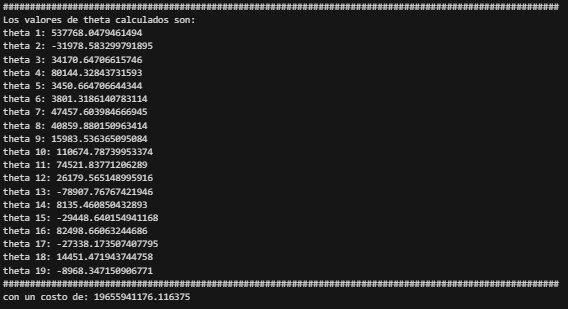 ####################################################################################################
Los valores de theta calculados son:
theta 1: 537768.0479461494
theta 2: -31978.583299791895
theta 3: 34170.64706615746
theta 4: 80144.32843731593
theta 5: 3450.664706644344
theta 6: 3801.3186140783114
theta 7: 47457.603984666945
theta 8: 40859.880150963414
theta 9: 15983.536365095084
theta 10: 110674.78739953374
theta 11: 74521.83771206289
theta 12: 26179.565148995916
theta 13: -78907.76767421946
theta 14: 8135.460850432893
theta 15: -29448.640154941168
theta 16: 82498.66063244686
theta 17: -27338.173507407795
theta 18: 14451.471943744758
theta 19: -8968.347150906771
####################################################################################################
con un costo de: 19655941176.116375